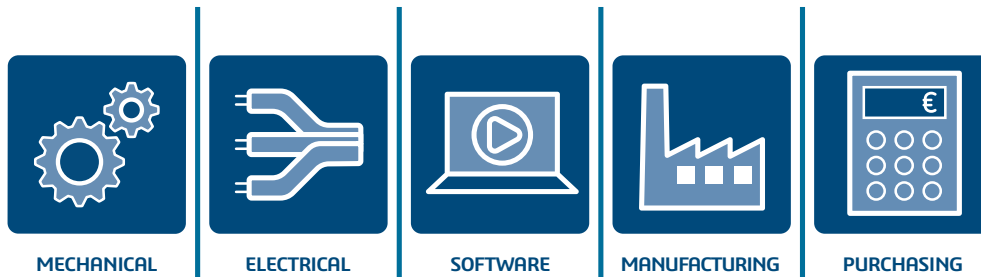 €
MECHANICAL
ELECTRICAL
SOFTWARE
MANUFACTURING
PURCHASING